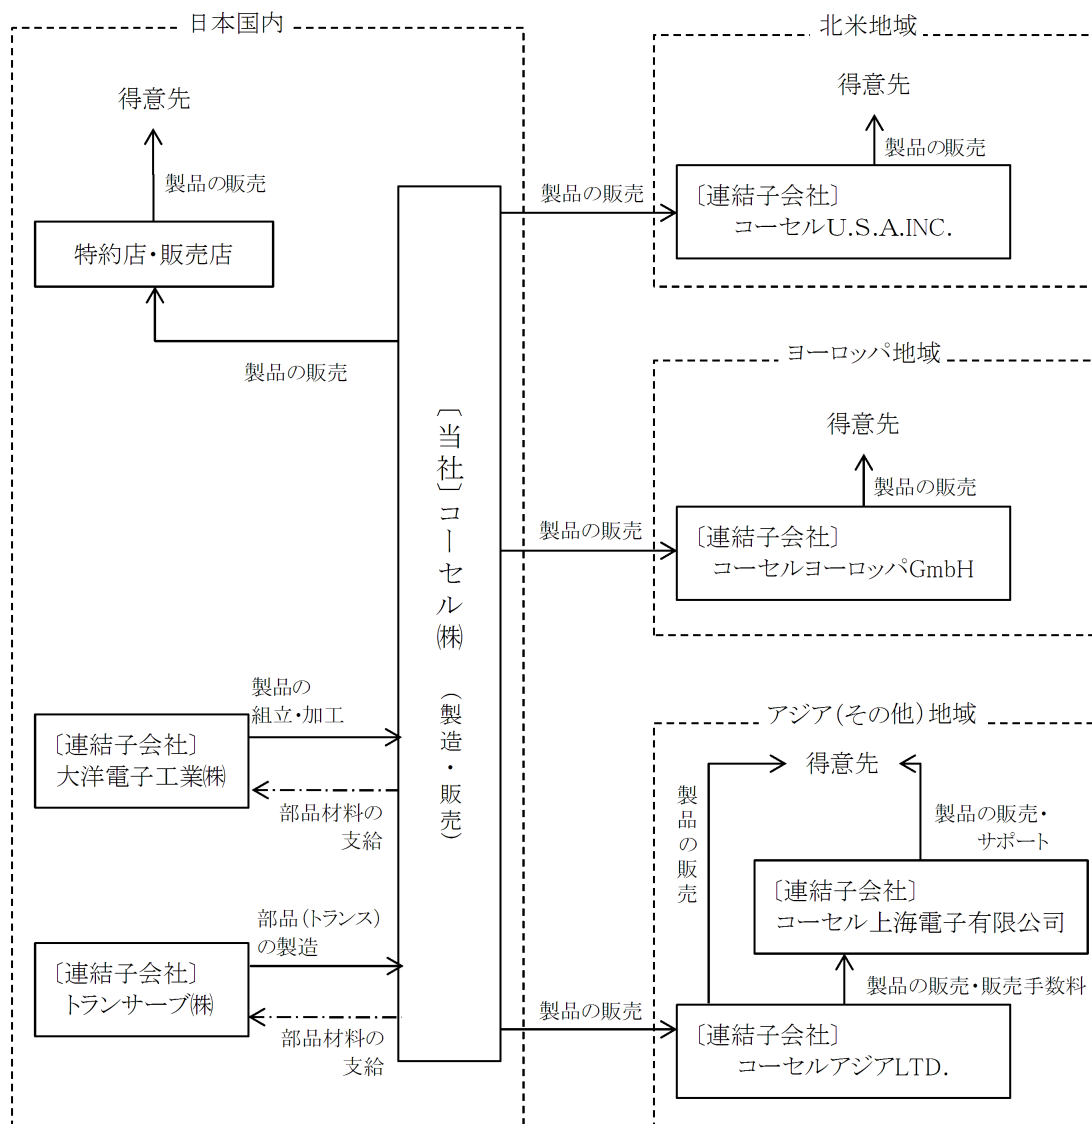 日本国内
得意先
製品の販売
特約店・販売店
製品の販売
〔当社〕コーセル㈱　（製造・販売）
製品の
組立・加工
〔連結子会社〕
大洋電子工業㈱
部品材料の
支給
部品（トランス）
の製造
〔連結子会社〕
トランサーブ㈱
部品材料の
支給
製品の販売
北米地域
得意先
製品の販売
〔連結子会社〕
コーセルU.S.A.INC.
製品の販売
ヨーロッパ地域
得意先
製品の販売
〔連結子会社〕
コーセルヨーロッパGmbH
製品の販売
アジア（その他）地域
得意先
製品の販売
製品の販売・
サポート
〔連結子会社〕
コーセル上海電子有限公司
製品の販売・販売手数料
〔連結子会社〕
コーセルアジアLTD.